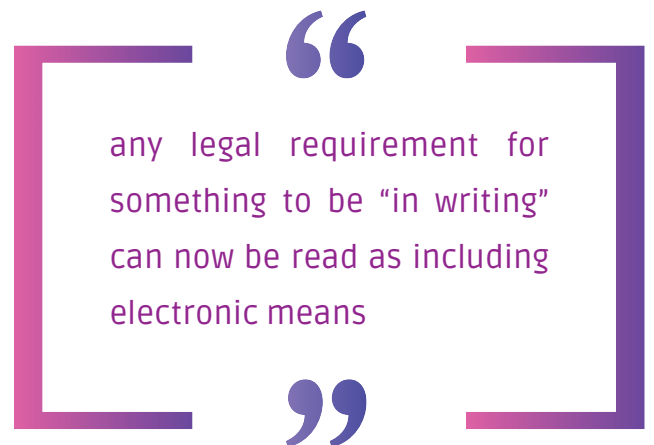 “
any legal requirement for
something to be “in writing”
can now be read as including
electronic means
”